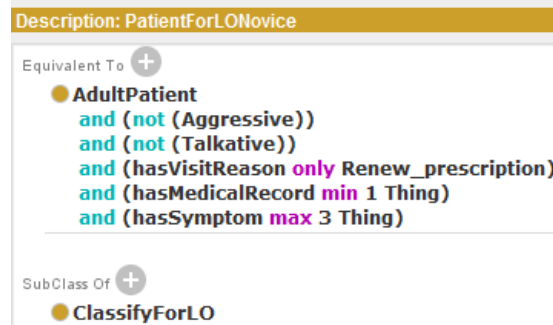 Description: PatientForLONovice
Equivalent To
AdultPatient
and (not (Aggressive))
and (not (Talkative))
and (hasVisitReason only Renew_prescription)
and (hasMedicalRecord min 1 Thing)
and (hasSymptom max 3 Thing)
SubClass Of
ClassifyForLO